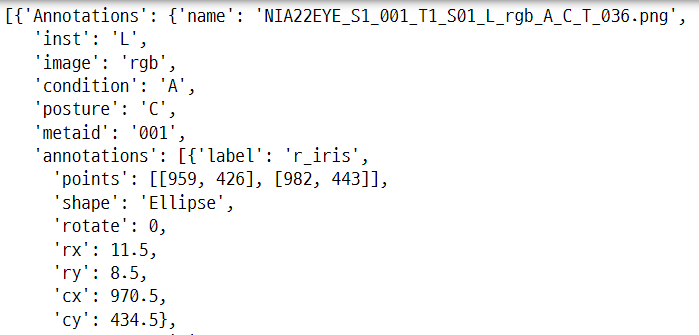 [{'Annotations': {'name': 'NIA22EYE_S1_001_T1_S01_L_rgb_A_C_T_036.png',
'inst': 'L',
'image': 'rgb',
'condition': 'A',
'posture': 'C',
'metaid': '001',
'annotations': [{'label': 'r_iris',
'points': [[959, 426], [982, 443]],
'shape': 'Ellipse',
'rotate': 0,
'rx': 11.5,
'ry': 8.5,
'cx': 970.5,
'cy': 434.5},